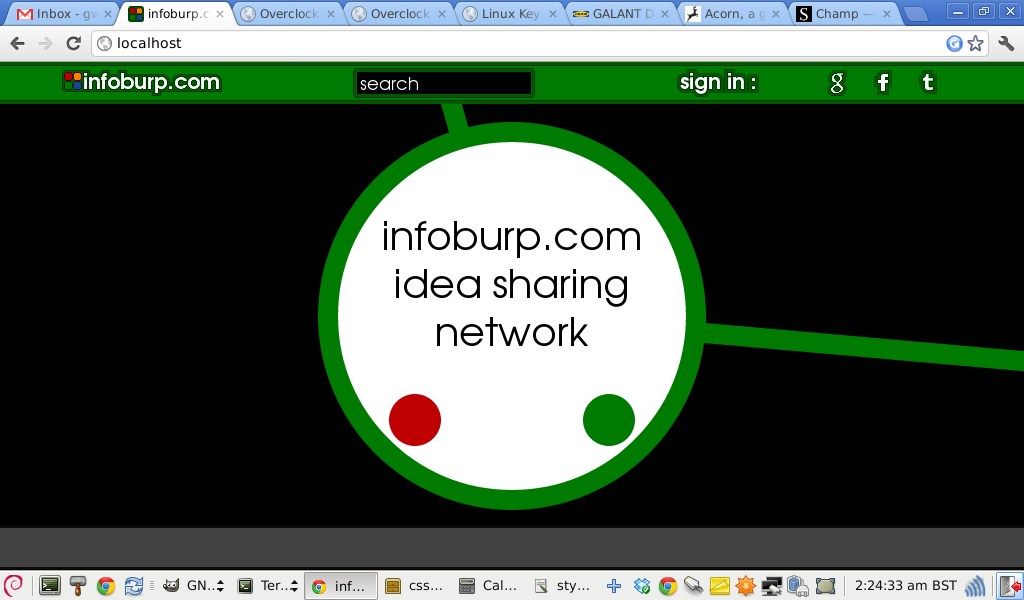 Inbox - gw
infoburp.c
Overclock
Overclock
Linux Key
GALANT D
Acorn, a g
Champ —
localhost
infoburp.com
search
sign in :
g
f
t
infoburp.com
idea sharing
network
GN...
Ter...
inf...
css...
Cal...
sty...
2:24:33 am BST